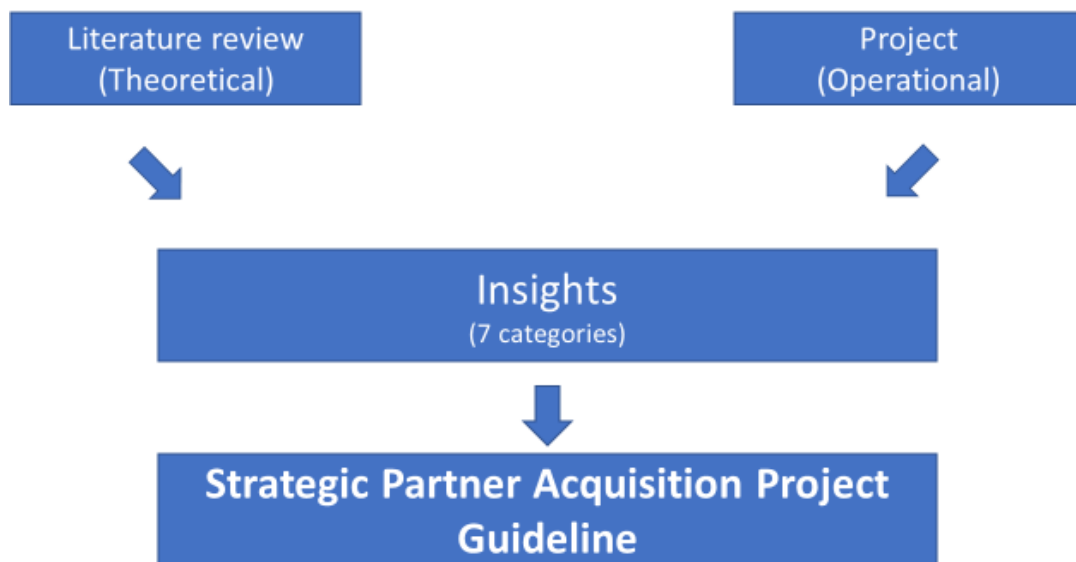 Literature review
(Theoretical)
Project
(Operational)
Insights
(7 categories)
Strategic Partner Acquisition Project
Guideline